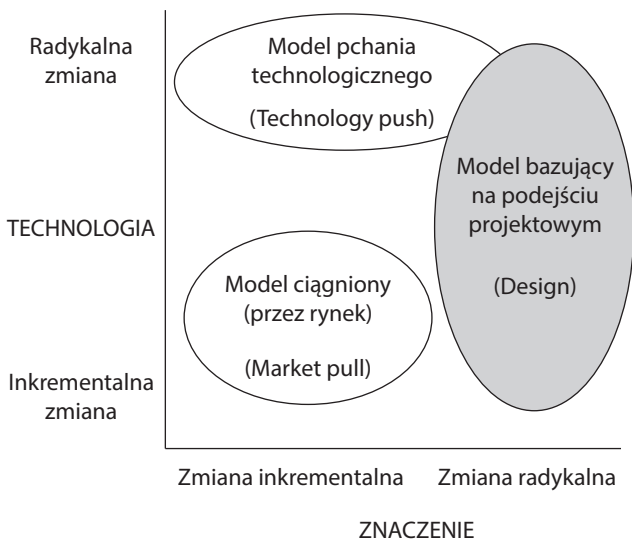 Radykalna
zmiana
Model pchania
technologicznego
(Technology push)
Model bazujący
na podejściu
projektowym
(Design)
TECHNOLOGIA
Model ciągniony
(przez rynek)
(Market pull)
Inkrementalna
zmiana
Zmiana inkrementalna
Zmiana radykalna
ZNACZENIE